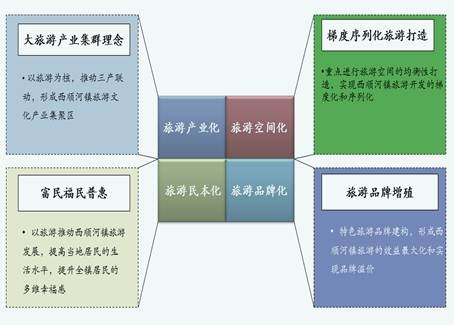 大旅游产业集群理念
• 以旅游为核，推动三产联
动，形成西顺河镇旅游文
化产业集聚区
梯度序列化旅游打造
•重点进行旅游空间的均衡性打
造，实现西顺河镇旅游开发的梯
度化和序列化
旅游产业化
旅游空间化
旅游民本化
旅游品牌化
富民福民普惠
• 以旅游推动西顺河镇旅游
发展，提高当地居民的生
活水平，提升全镇居民的
多维幸福感
旅游品牌增殖
• 特色旅游品牌建构，形成西
顺河镇旅游的效益最大化和实
现品牌溢价